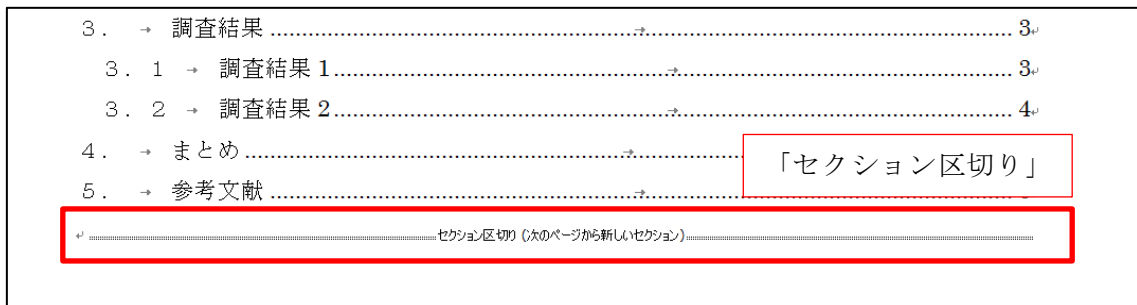 ３． → 調査結果 ........................................ → ........................................ 3↵
３．１ → 調査結果 1 ........................................ → ........................................ 3↵
３．２ → 調査結果 2 ........................................ → ........................................ 4↵
４． → まとめ ........................................ → ....................
「セクション区切り」
５． → 参考文献 ........................................ → ........................................
↵ ........................................セクション区切り (次のページから新しいセクション)........................................